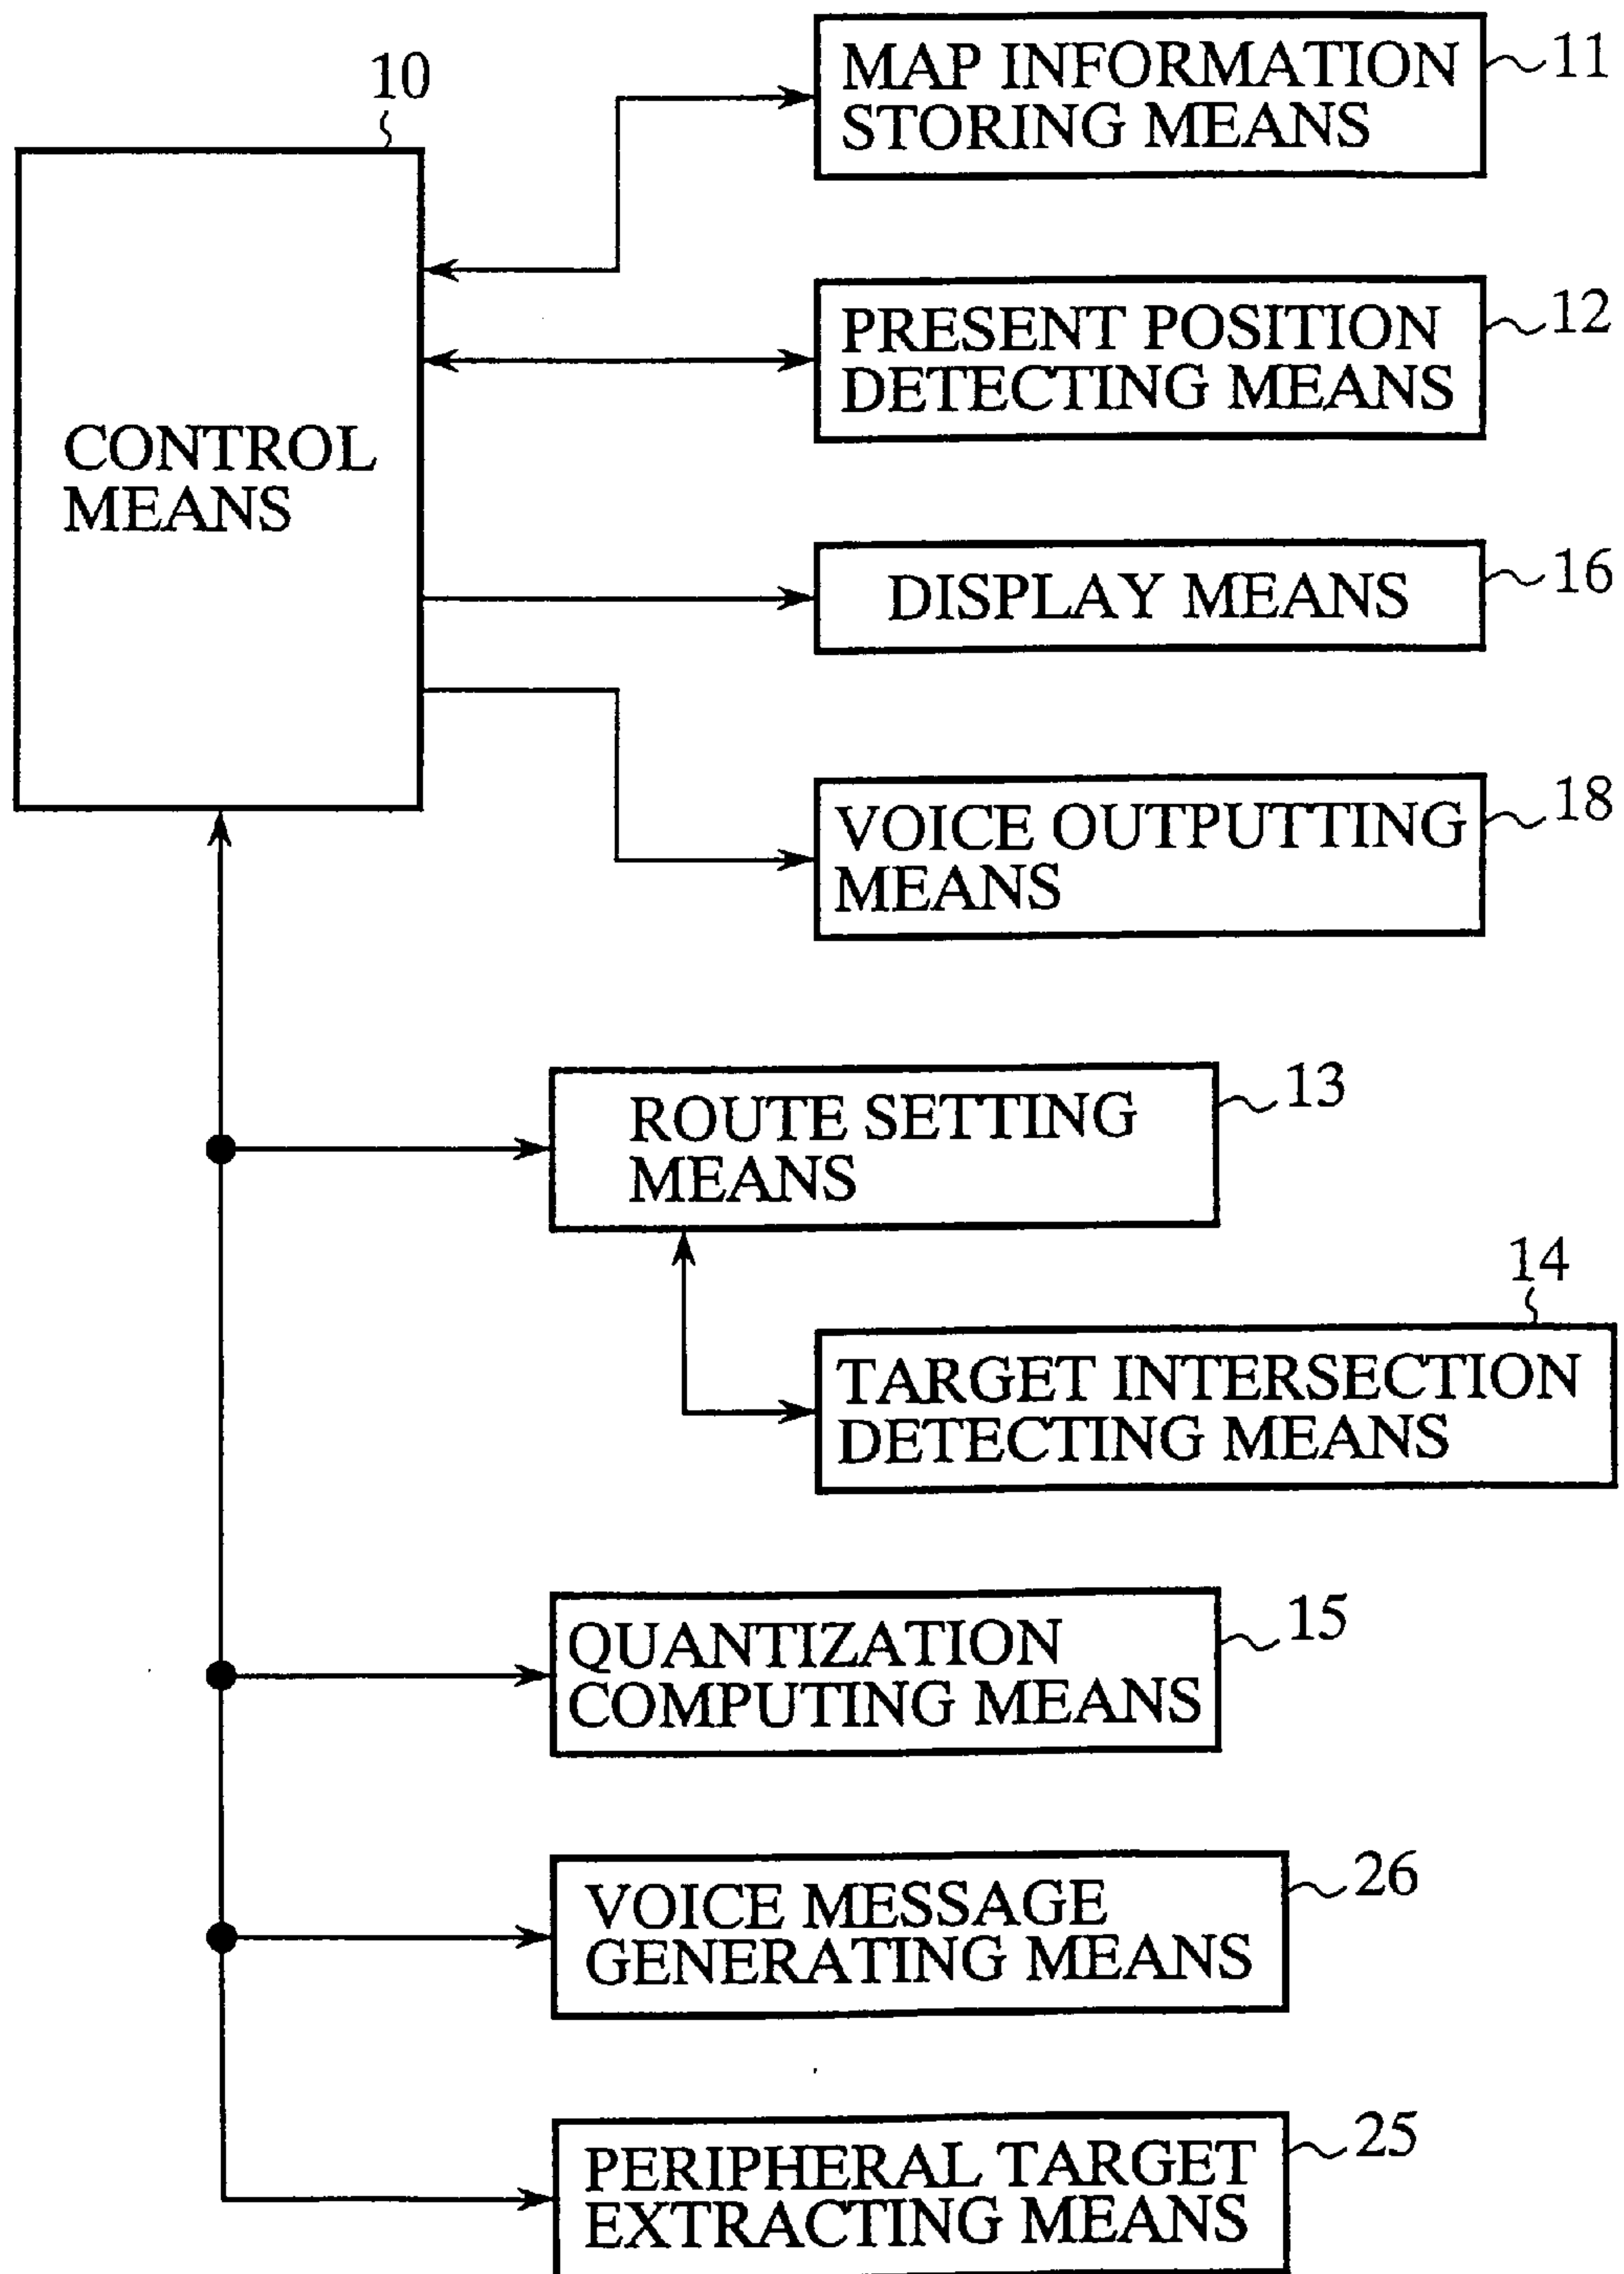 10
CONTROL
MEANS
MAP INFORMATION
STORING MEANS
11
PRESENT POSITION
DETECTING MEANS
12
DISPLAY MEANS
16
VOICE OUTPUTTING
MEANS
18
ROUTE SETTING
MEANS
13
14
TARGET INTERSECTION
DETECTING MEANS
QUANTIZATION
COMPUTING MEANS
15
VOICE MESSAGE
GENERATING MEANS
26
PERIPHERAL TARGET
EXTRACTING MEANS
25